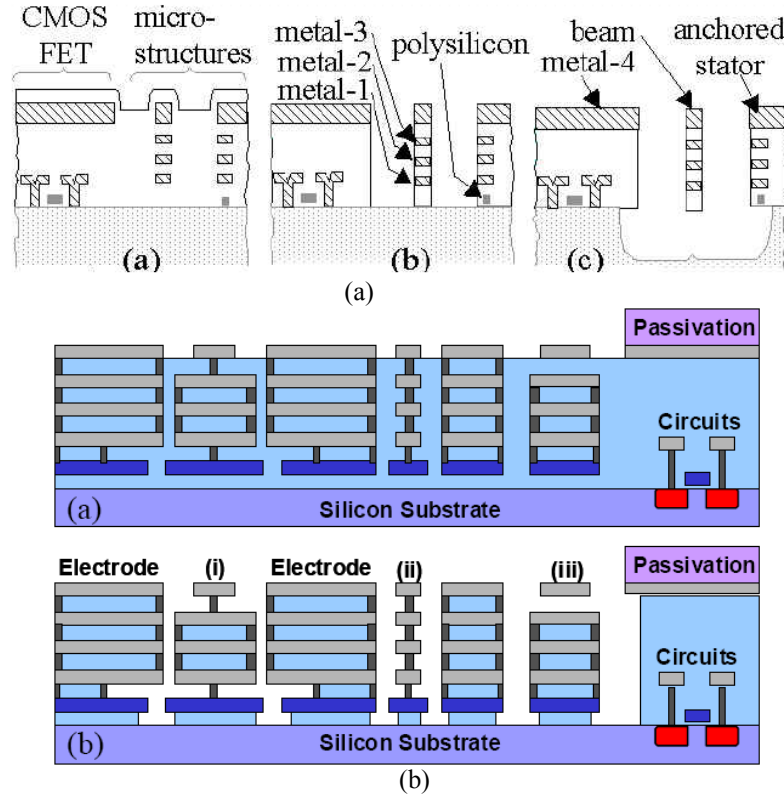 CMOS FET
micro-structures
metal-3
metal-2
metal-1
polysilicon
beam
metal-4
anchored stator
(a)
(b)
(c)
(a)
Passivation
Circuits
(a)
Silicon Substrate
Electrode
(i)
Electrode
(ii)
(iii)
Passivation
Circuits
(b)
Silicon Substrate
(b)